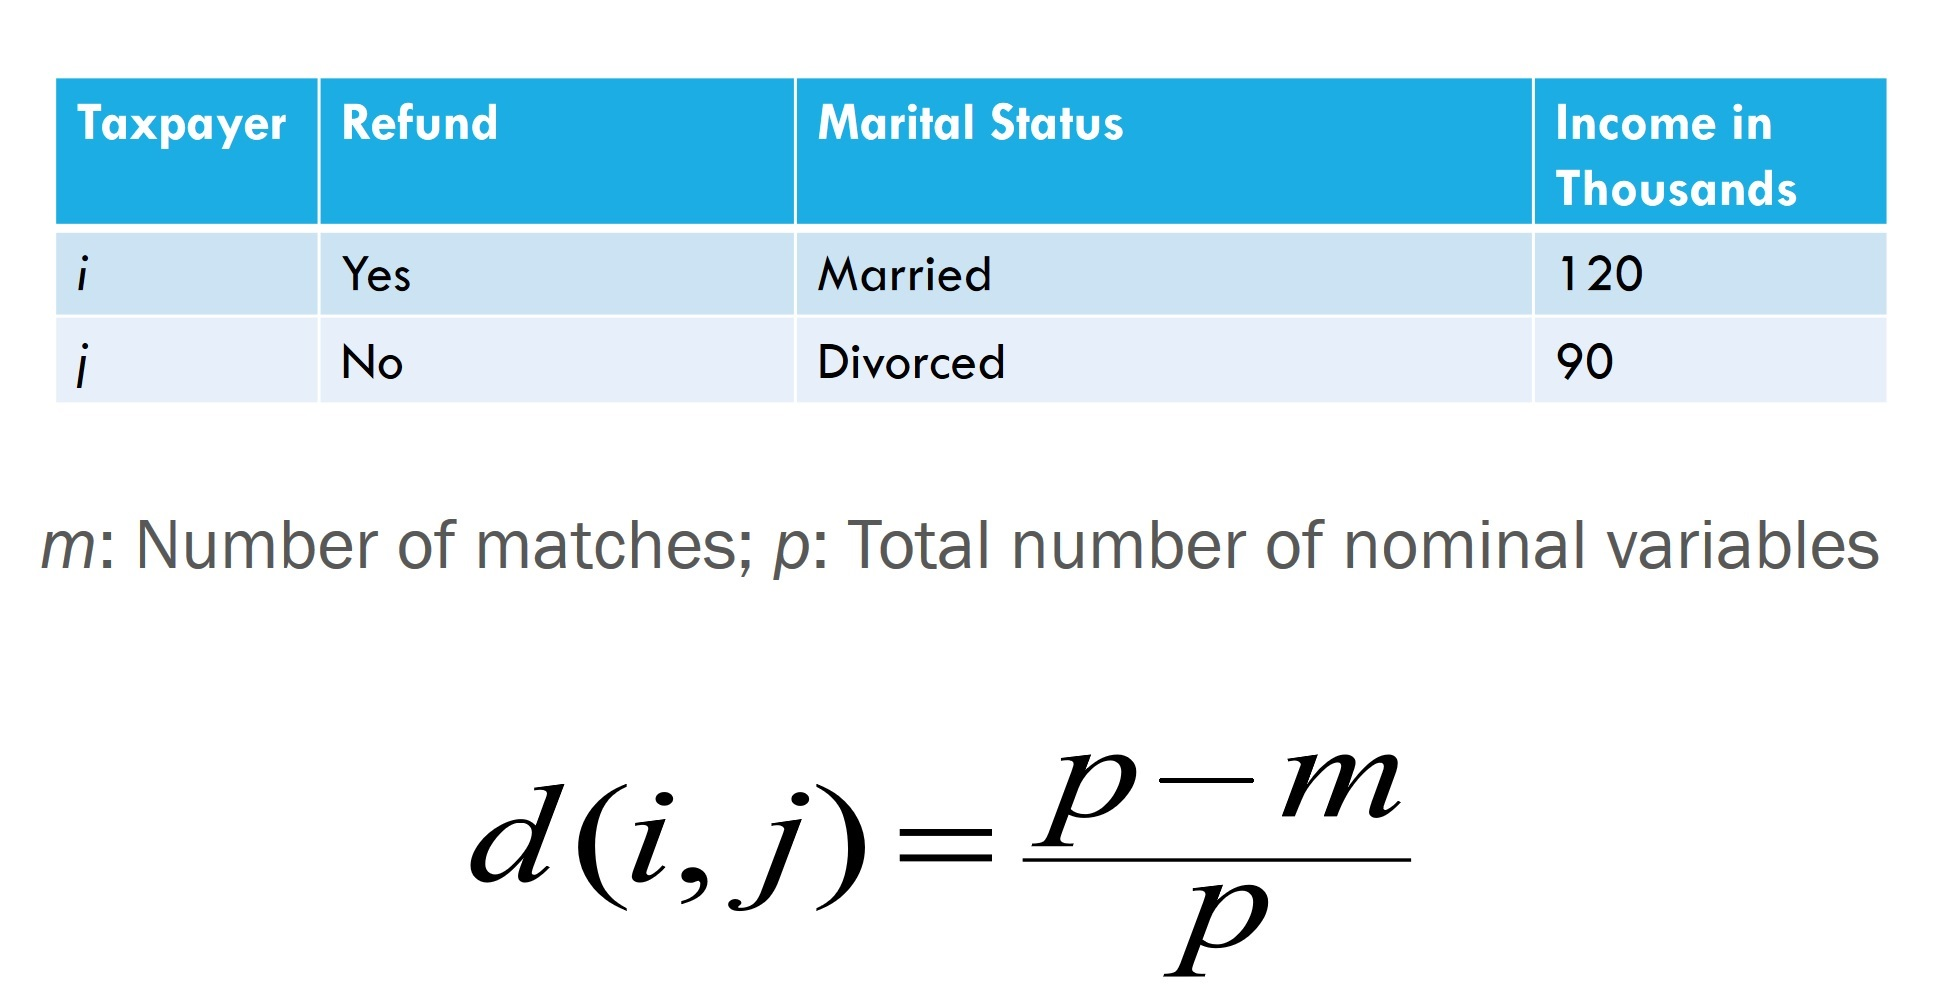 Taxpayer Refund Marital Status Income in
Thousands
i Yes Married 120
j No Divorced 90
m: Number of matches; p: Total number of nominal variables
d(i, j) = p − m
p